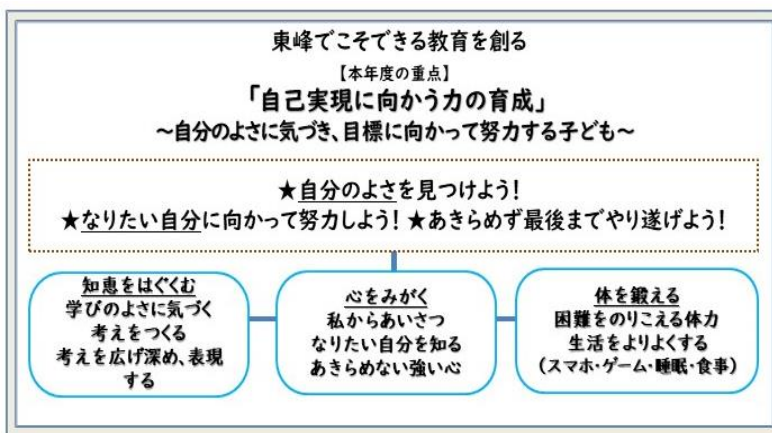 東峰でこそできる教育を創る
【本年度の重点】
「自己実現に向かう力の育成」
～自分のよさに気づき、目標に向かって努力する子ども～
★自分のよさを見つけよう!
★なりたい自分に向かって努力しよう! ★あきらめず最後までやり遂げよう!
知恵をはぐくむ
学びのよさに気づく
考えをつくる
考えを広げ深め、表現
する
心をみがく
私からあいさつ
なりたい自分を知る
あきらめない強い心
体を鍛える
困難をのりこえる体力
生活をよりよくする
(スマホ・ゲーム・睡眠・食事)